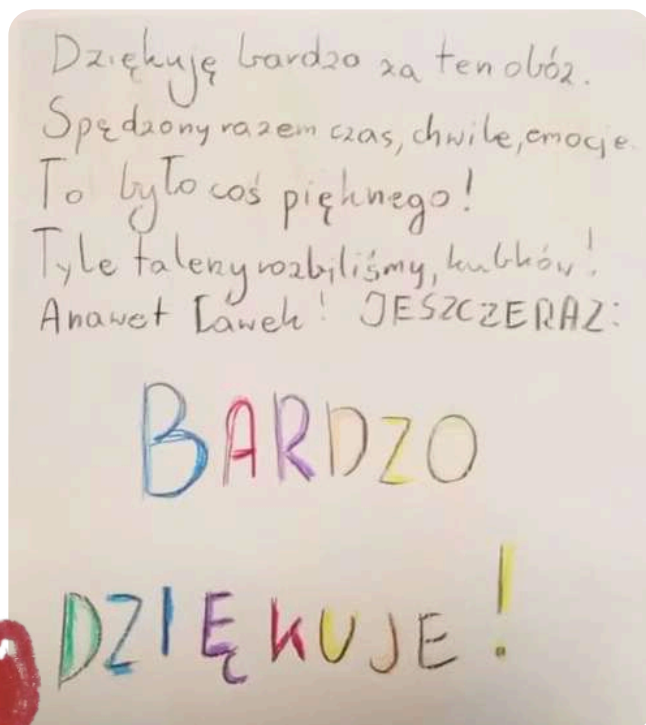 Dziękuję bardzo za ten obóz.
Spędzony razem czas, chwile, emocje.
To było coś pięknego!
Tyle talerzy rozbiliśmy, kubków!
A nawet ławek! JESZCZE RAZ:
BARDZO
DZIĘKUJE!